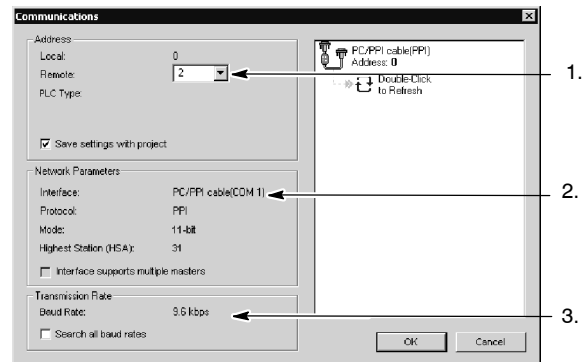 Communications
Address
Local: 0
Remote: 2
PLC Type:
Save settings with project
Network Parameters
Interface: PC/PPI cable(COM 1)
Protocol: PPI
Mode: 11-bit
Highest Station (HSA): 31
Interface supports multiple masters
Transmission Rate
Baud Rate: 9.6 kbps
Search all baud rates
PC/PPI cable(PPI)
Address: 0
Double-Click
to Refresh
OK Cancel
1.
2.
3.